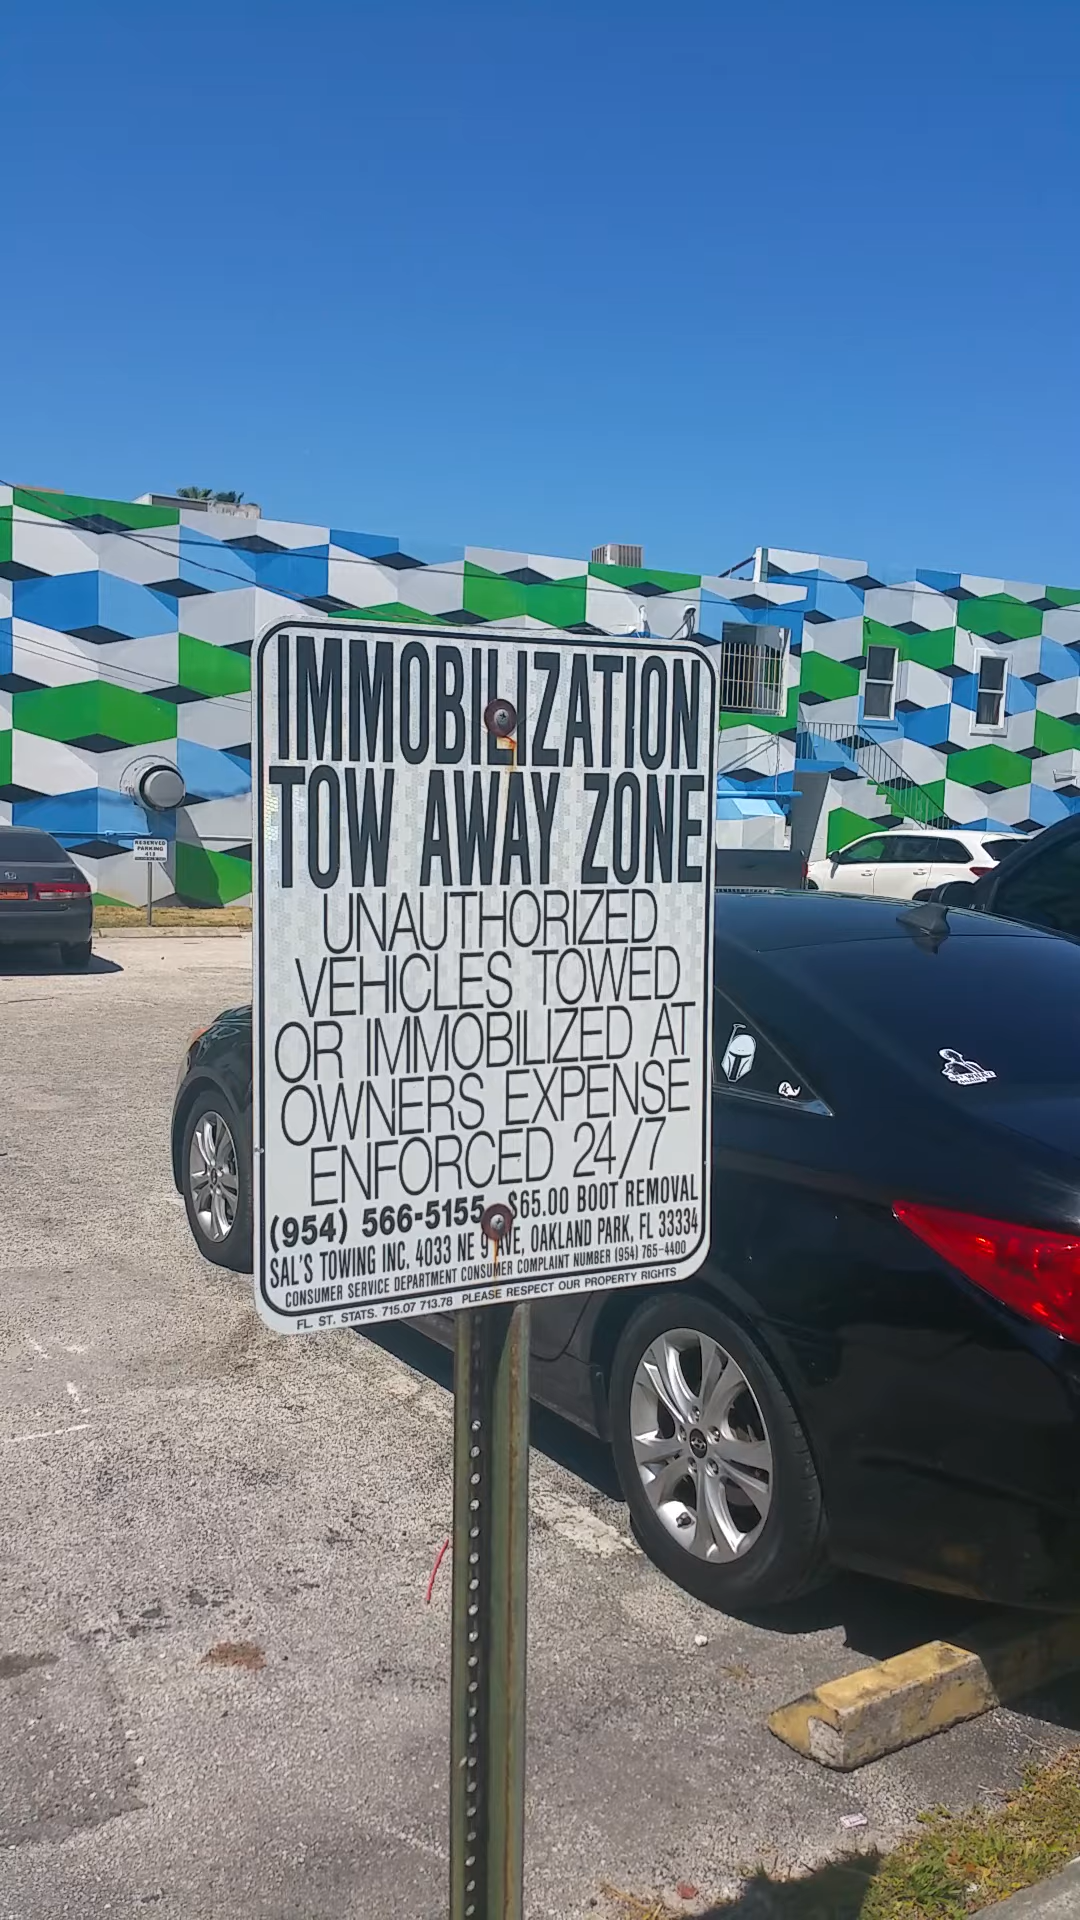 IMMOBILIZATION
TOW AWAY ZONE
UNAUTHORIZED
VEHICLES TOWED
OR IMMOBILIZED AT
OWNERS EXPENSE
ENFORCED 24/7
(954) 566-5155 $65.00 BOOT REMOVAL
SAL'S TOWING INC. 4033 NE 9 AVE, OAKLAND PARK, FL 33334
CONSUMER SERVICE DEPARTMENT CONSUMER COMPLAINT NUMBER (954) 765-4400
FL. ST. STATS. 715.07 713.78 PLEASE RESPECT OUR PROPERTY RIGHTS
RESERVED
PARKING